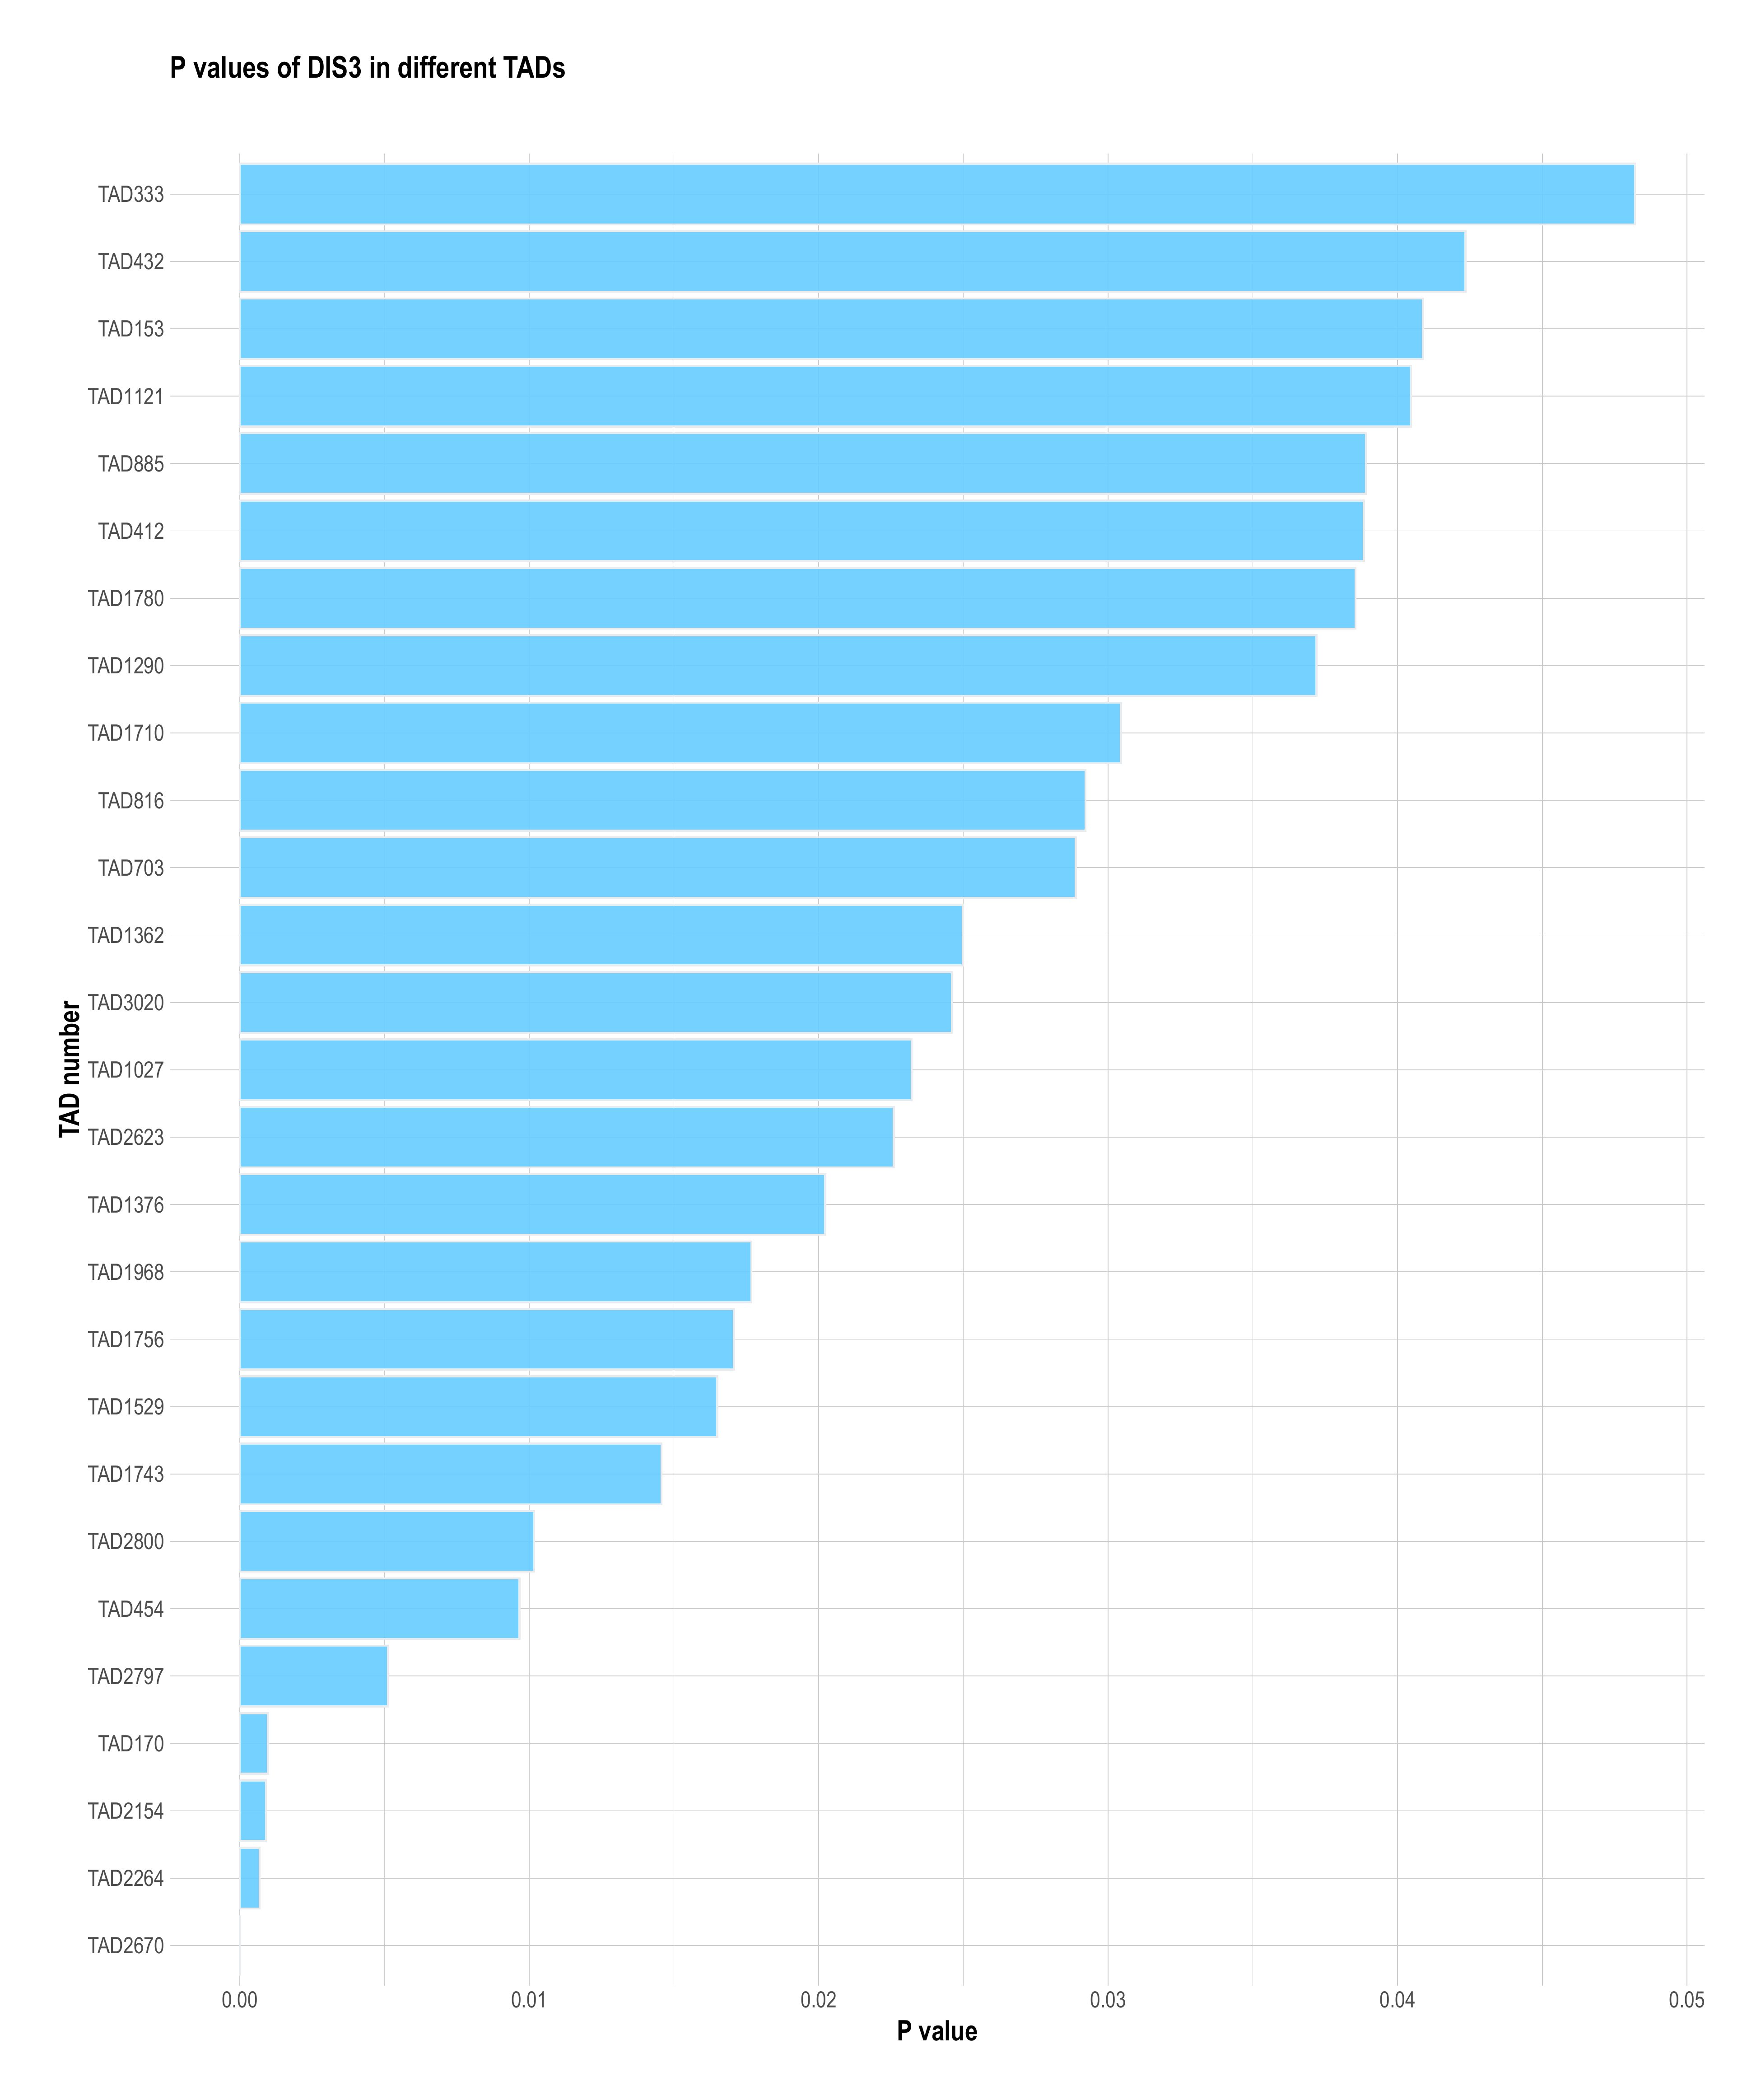 P values of DIS3 in different TADs
TAD333
TAD432
TAD153
TAD1121
TAD885
TAD412
TAD1780
TAD1290
TAD1710
TAD816
TAD703
TAD1362
TAD3020
TAD1027
TAD2623
TAD1376
TAD1968
TAD1756
TAD1529
TAD1743
TAD2800
TAD454
TAD2797
TAD170
TAD2154
TAD2264
TAD2670
TAD number
0.00 0.01 0.02 0.03 0.04 0.05
P value